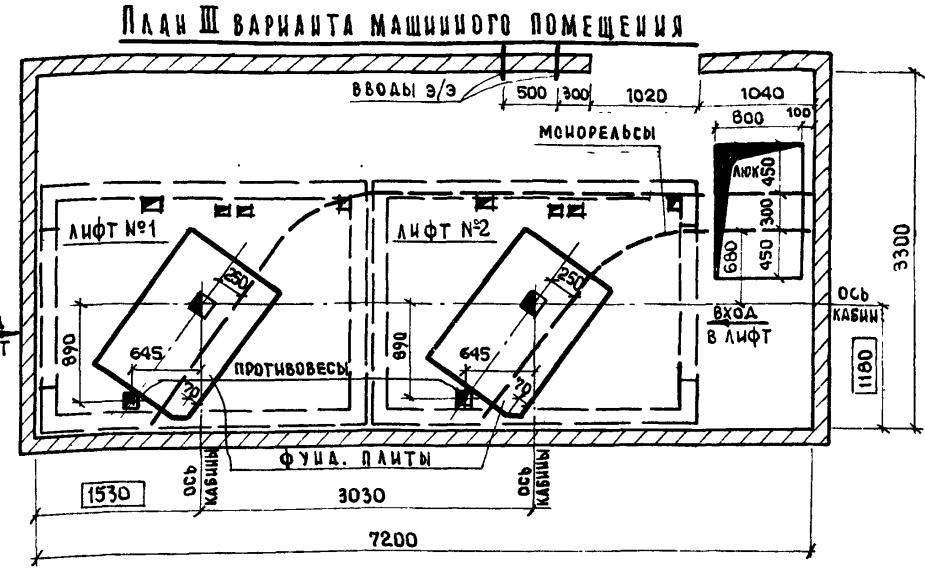 План III варианта машинного помещения
вводы э/э
500
300
1020
1040
800
100
монорельсы
люк
450
300
450
680
3300
Лифт №1
Лифт №2
250
250
ось
кабин
вход
в лифт
Т
890
645
890
645
противовесы
70
70
1180
фунд. плиты
ось
кабины
ось
кабины
1530
3030
7200